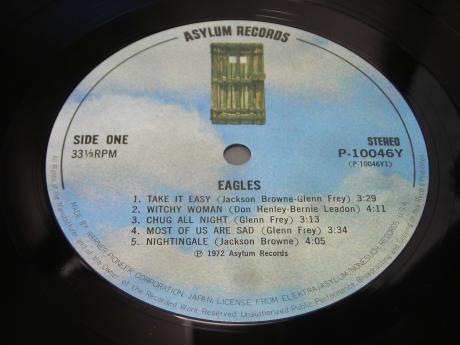 ASYLUM RECORDS
SIDE ONE
33⅓RPM
STEREO
P-10046Y
(P-10046Y1)
EAGLES
1. TAKE IT EASY (Jackson Browne-Glenn Frey) 3:29
2. WITCHY WOMAN (Don Henley-Bernie Leadon) 4:11
3. CHUG ALL NIGHT (Glenn Frey) 3:13
4. MOST OF US ARE SAD (Glenn Frey) 3:34
5. NIGHTINGALE (Jackson Browne) 4:05
Ⓟ 1972 Asylum Records
MADE BY WARNER-PIONEER CORPORATION, JAPAN, LICENSE FROM ELEKTRA/ASYLUM/NONESUCH RECORDS, U.S.A.
of the Owner of the Recorded Work Reserved Unauthorized Public Performance, Broadcasting and